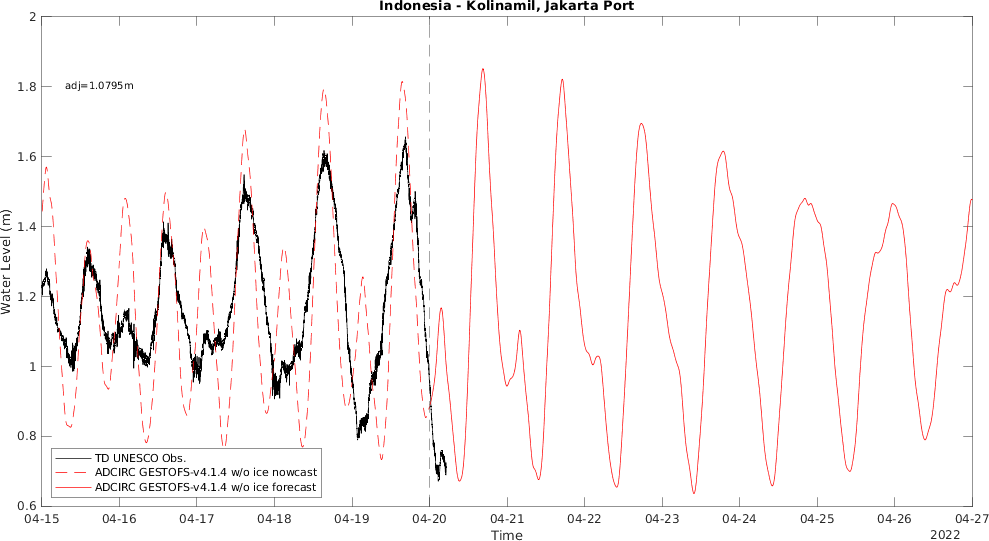 Indonesia - Kolinamil, Jakarta Port
2
1.8
1.6
1.4
1.2
1
0.8
0.6
Water Level (m)
adj=1.0795m
TD UNESCO Obs.
ADCIRC GESTOFS-v4.1.4 w/o ice nowcast
ADCIRC GESTOFS-v4.1.4 w/o ice forecast
04-15 04-16 04-17 04-18 04-19 04-20 04-21 04-22 04-23 04-24 04-25 04-26 04-27
Time
2022